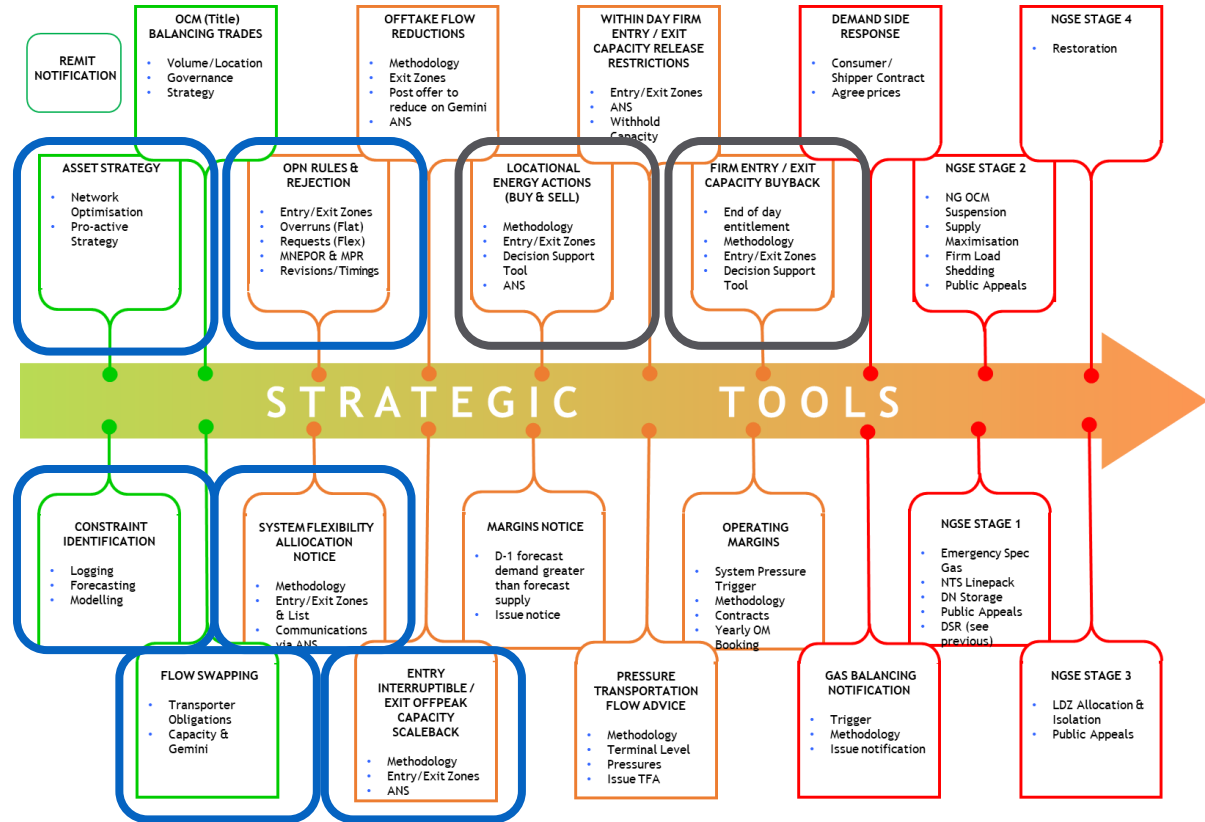 REMIT
NOTIFICATION
OCM (Title)
BALANCING TRADES
• Volume/Location
• Governance
• Strategy
OFFTAKE FLOW
REDUCTIONS
• Methodology
• Exit Zones
• Post offer to
reduce on Gemini
• ANS
WITHIN DAY FIRM
ENTRY / EXIT
CAPACITY RELEASE
RESTRICTIONS
• Entry/Exit Zones
• ANS
• Withhold
Capacity
DEMAND SIDE
RESPONSE
• Consumer/
Shipper Contract
• Agree prices
NGSE STAGE 4
• Restoration
ASSET STRATEGY
• Network
Optimisation
• Pro-active
Strategy
OPN RULES &
REJECTION
• Entry/Exit Zones
• Overruns (Flat)
• Requests (Flex)
• MNEPOR & MPR
• Revisions/Timings
LOCATIONAL
ENERGY ACTIONS
(BUY & SELL)
• Methodology
• Entry/Exit Zones
• Decision Support
Tool
• ANS
FIRM ENTRY / EXIT
CAPACITY BUYBACK
• End of day
entitlement
• Methodology
• Entry/Exit Zones
• Decision Support
Tool
NGSE STAGE 2
• NG OCM
Suspension
• Supply
Maximisation
• Firm Load
Shedding
• Public Appeals
STRATEGIC TOOLS
CONSTRAINT
IDENTIFICATION
• Logging
• Forecasting
• Modelling
SYSTEM FLEXIBILITY
ALLOCATION
NOTICE
• Methodology
• Entry/Exit Zones
& List
• Communications
via ANS
MARGINS NOTICE
• D-1 forecast
demand greater
than forecast
supply
• Issue notice
OPERATING
MARGINS
• System Pressure
Trigger
• Methodology
• Contracts
• Yearly OM
Booking
NGSE STAGE 1
• Emergency Spec
Gas
• NTS Linepack
• DN Storage
• Public Appeals
• DSR (see
previous)
FLOW SWAPPING
• Transporter
Obligations
• Capacity &
Gemini
ENTRY
INTERRUPTIBLE /
EXIT OFFPEAK
CAPACITY
SCALEBACK
• Methodology
• Entry/Exit Zones
• ANS
PRESSURE
TRANSPORTATION
FLOW ADVICE
• Methodology
• Terminal Level
• Pressures
• Issue TFA
GAS BALANCING
NOTIFICATION
• Trigger
• Methodology
• Issue notification
NGSE STAGE 3
• LDZ Allocation &
Isolation
• Public Appeals